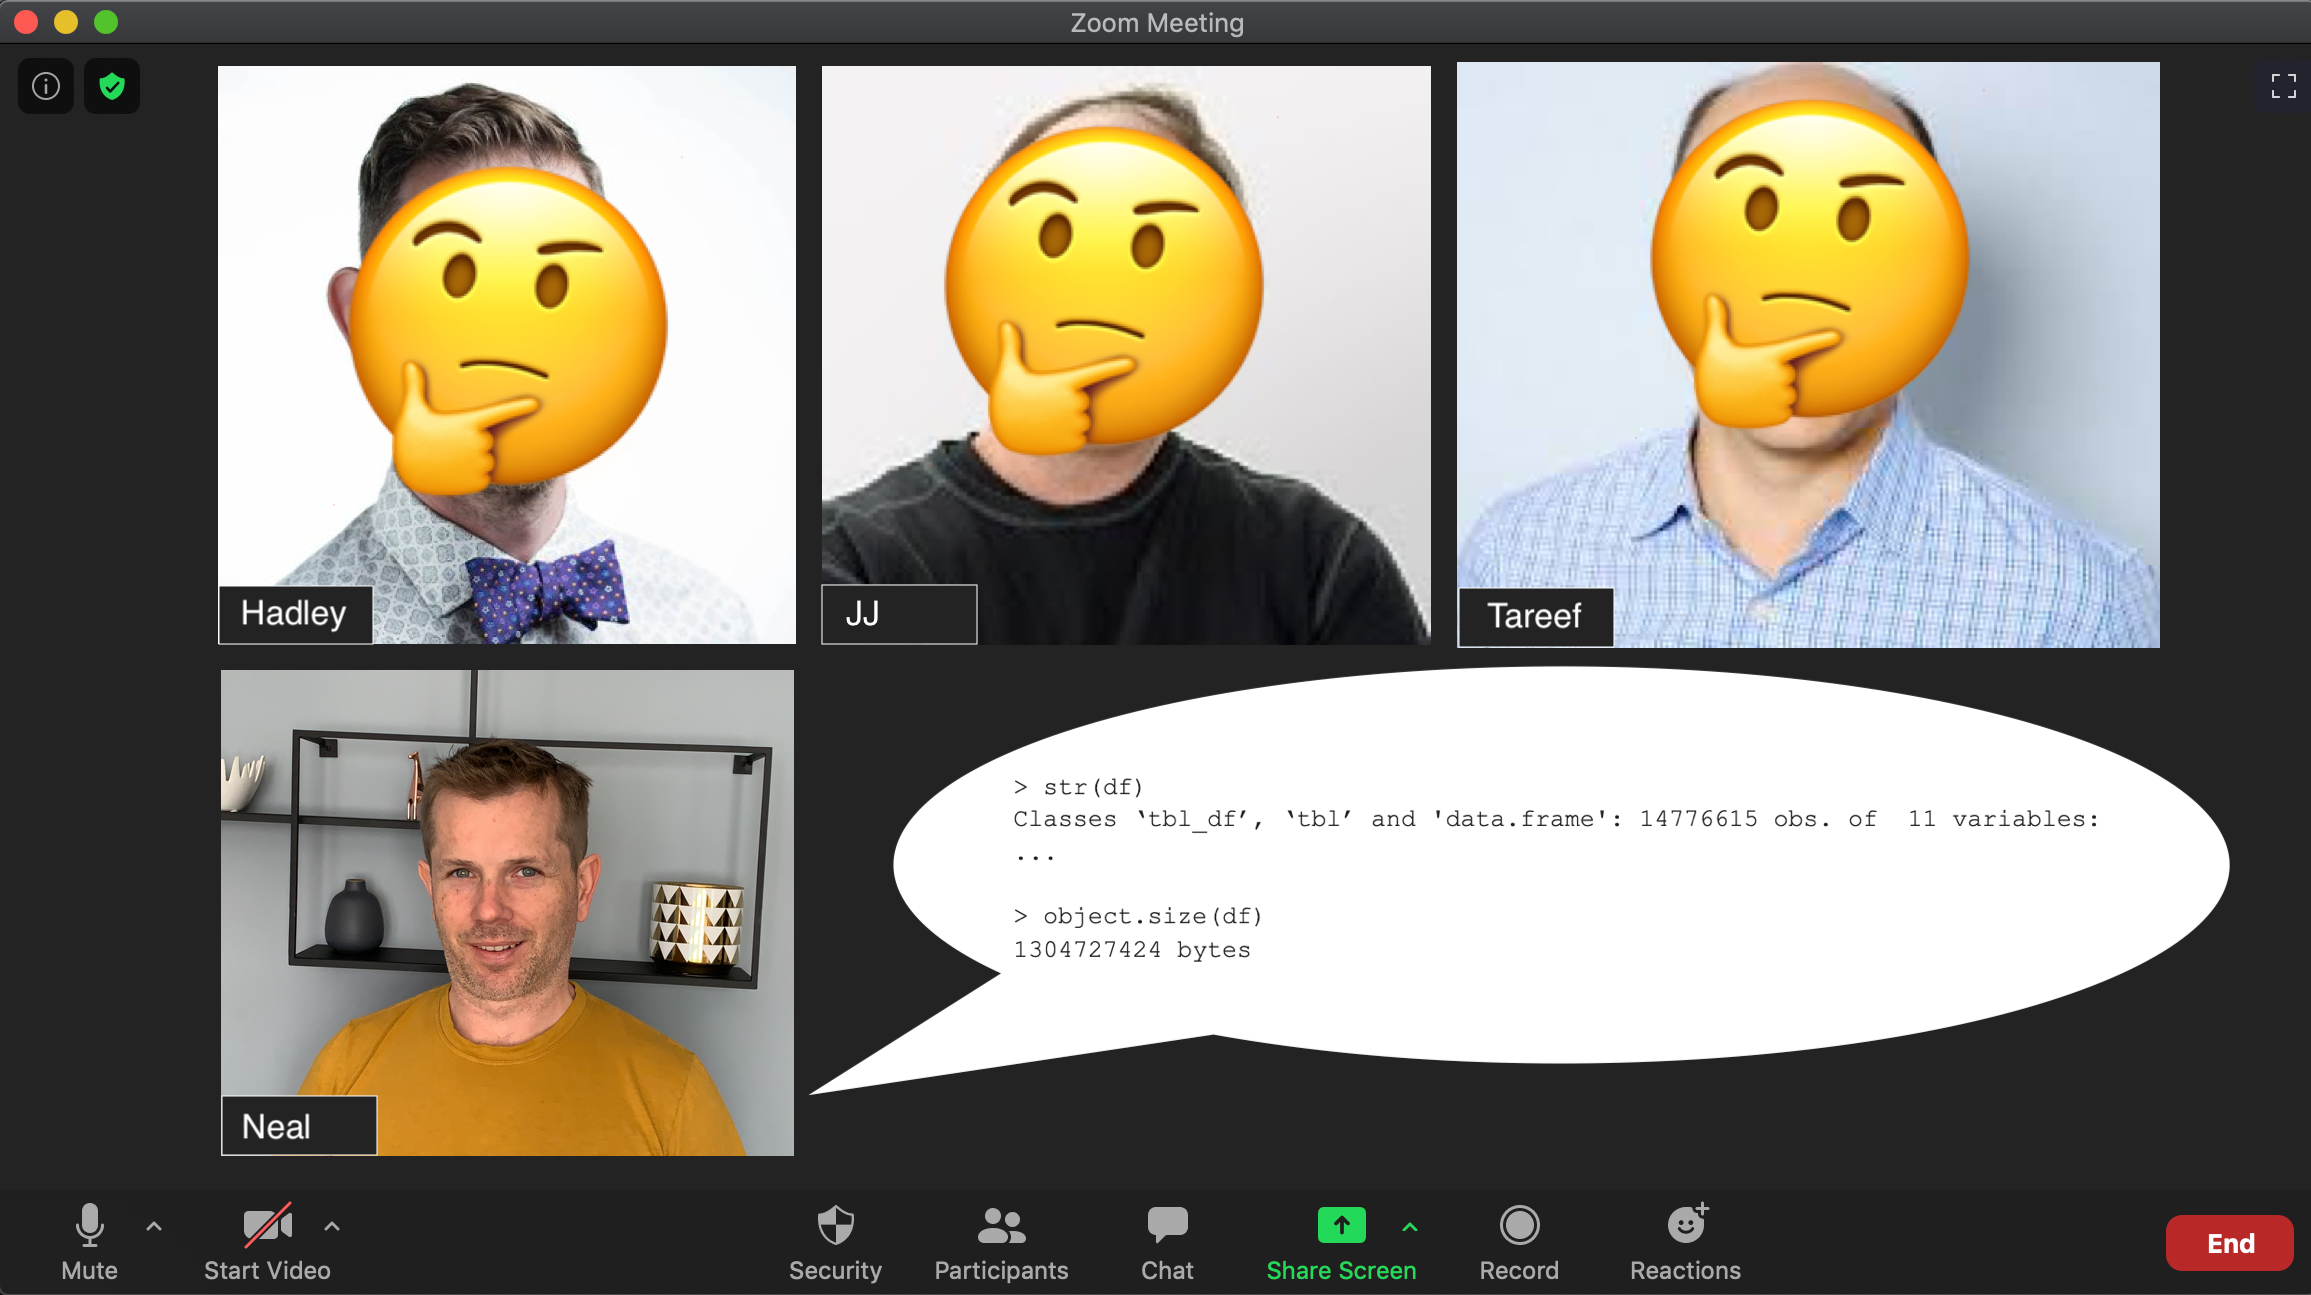 Zoom Meeting
Hadley
JJ
Tareef
Neal
> str(df)
Classes ‘tbl_df’, ‘tbl’ and 'data.frame': 14776615 obs. of  11 variables:
...
> object.size(df)
1304727424 bytes
Mute
Start Video
Security
Participants
Chat
Share Screen
Record
Reactions
End